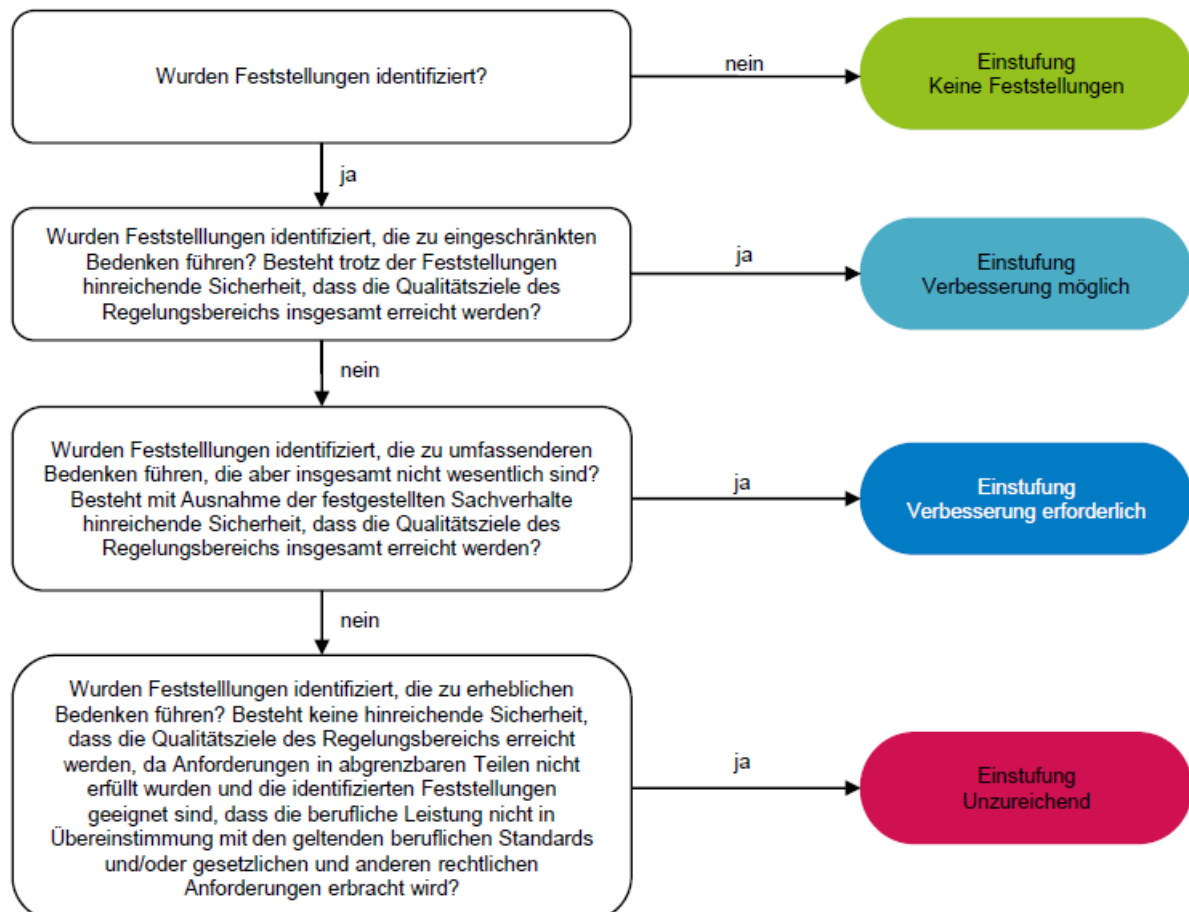 Wurden Feststellungen identifiziert?
nein
Einstufung
Keine Feststellungen
ja
Wurden Feststelllungen identifiziert, die zu eingeschränkten
Bedenken führen? Besteht trotz der Feststellungen
hinreichende Sicherheit, dass die Qualitätsziele des
Regelungsbereichs insgesamt erreicht werden?
ja
Einstufung
Verbesserung möglich
nein
Wurden Feststelllungen identifiziert, die zu umfassenderen
Bedenken führen, die aber insgesamt nicht wesentlich sind?
Besteht mit Ausnahme der festgestellten Sachverhalte
hinreichende Sicherheit, dass die Qualitätsziele des
Regelungsbereichs insgesamt erreicht werden?
ja
Einstufung
Verbesserung erforderlich
nein
Wurden Feststelllungen identifiziert, die zu erheblichen
Bedenken führen? Besteht keine hinreichende Sicherheit,
dass die Qualitätsziele des Regelungsbereichs erreicht
werden, da Anforderungen in abgrenzbaren Teilen nicht
erfüllt wurden und die identifizierten Feststellungen
geeignet sind, dass die berufliche Leistung nicht in
Übereinstimmung mit den geltenden beruflichen Standards
und/oder gesetzlichen und anderen rechtlichen
Anforderungen erbracht wird?
ja
Einstufung
Unzureichend